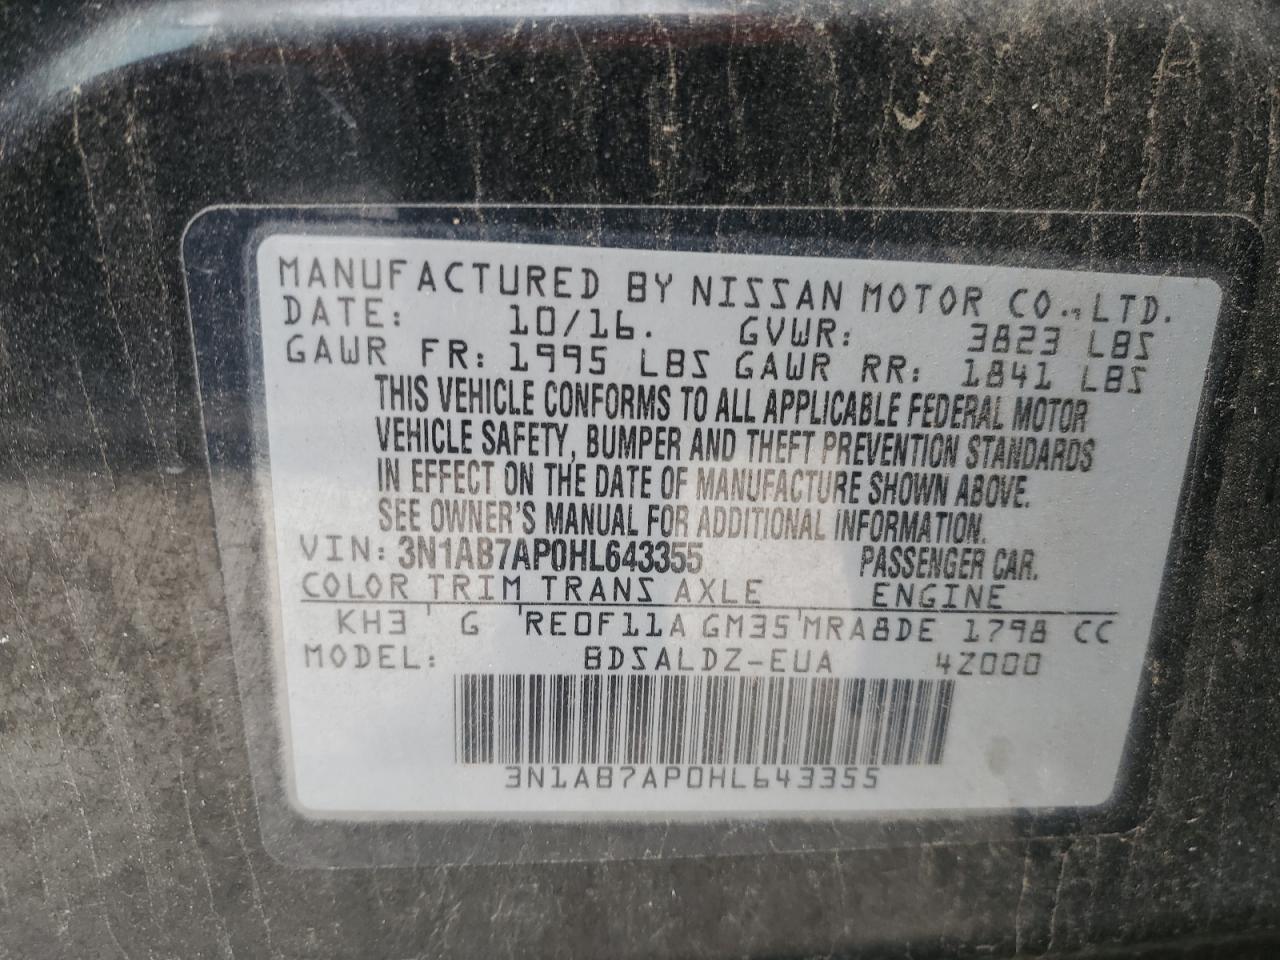 MANUFACTURED BY NISSAN MOTOR CO.,LTD.
DATE: 10/16. GVWR: 3823 LBS
GAWR FR: 1995 LBS GAWR RR: 1841 LBS
THIS VEHICLE CONFORMS TO ALL APPLICABLE FEDERAL MOTOR
VEHICLE SAFETY, BUMPER AND THEFT PREVENTION STANDARDS
IN EFFECT ON THE DATE OF MANUFACTURE SHOWN ABOVE.
SEE OWNER'S MANUAL FOR ADDITIONAL INFORMATION.
VIN: 3N1AB7AP0HL643355 PASSENGER CAR.
COLOR TRIM TRANS AXLE ENGINE
KH3 ' G 'RE0F11A GM35'MRA8DE 1798 CC
MODEL: BDSALDZ-EUA 4Z000
3N1AB7AP0HL643355